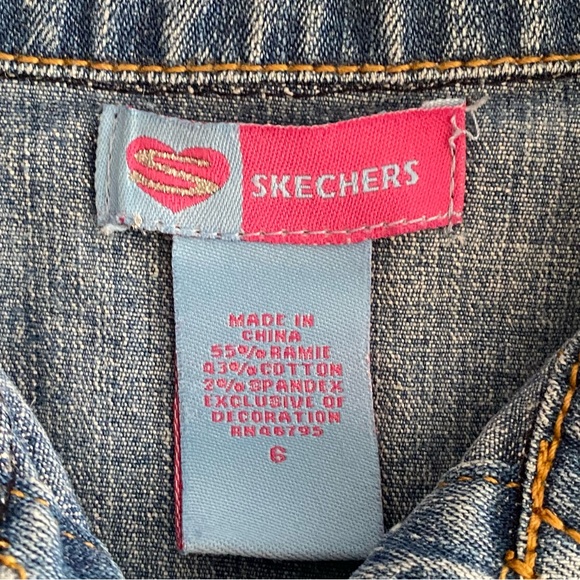 S
SKECHERS
MADE IN
CHINA
55% RAMIE
43% COTTON
2% SPANDEX
EXCLUSIVE OF
DECORATION
RN46795
6